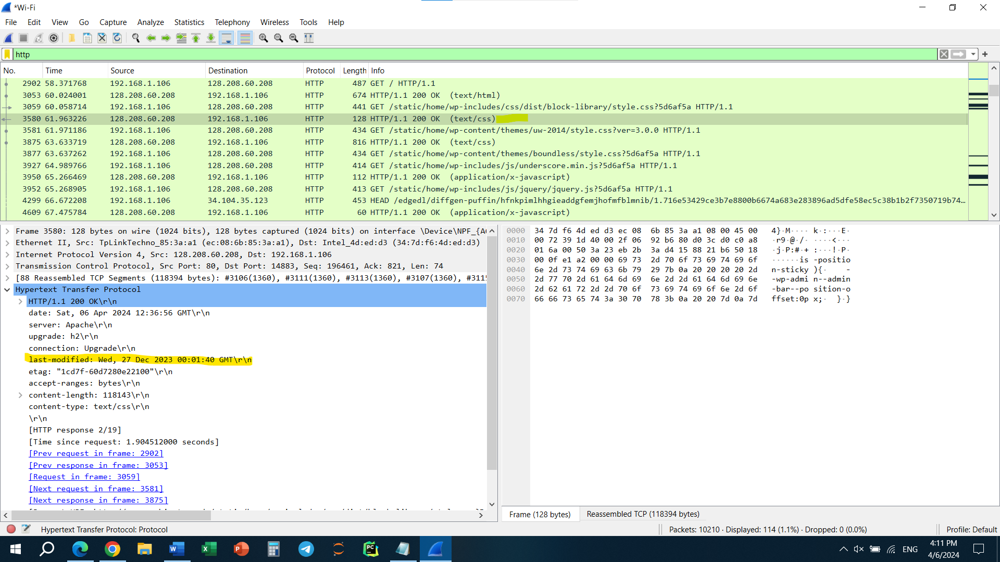 *Wi-Fi
File Edit View Go Capture Analyze Statistics Telephony Wireless Tools Help
http
No. Time Source Destination Protocol Length Info
2902 58.371768 192.168.1.106 128.208.60.208 HTTP 487 GET / HTTP/1.1
3053 60.024001 128.208.60.208 192.168.1.106 HTTP 674 HTTP/1.1 200 OK (text/html)
3059 60.058714 192.168.1.106 128.208.60.208 HTTP 441 GET /static/home/wp-includes/css/dist/block-library/style.css?5d6af5a HTTP/1.1
3580 61.963226 128.208.60.208 192.168.1.106 HTTP 128 HTTP/1.1 200 OK (text/css)
3581 61.971186 192.168.1.106 128.208.60.208 HTTP 434 GET /static/home/wp-content/themes/uw-2014/style.css?ver=3.0.0 HTTP/1.1
3875 63.633719 128.208.60.208 192.168.1.106 HTTP 816 HTTP/1.1 200 OK (text/css)
3877 63.637262 192.168.1.106 128.208.60.208 HTTP 434 GET /static/home/wp-content/themes/boundless/style.css?5d6af5a HTTP/1.1
3927 64.989766 192.168.1.106 128.208.60.208 HTTP 414 GET /static/home/wp-includes/js/underscore.min.js?5d6af5a HTTP/1.1
3950 65.266469 128.208.60.208 192.168.1.106 HTTP 112 HTTP/1.1 200 OK (application/x-javascript)
3952 65.268905 192.168.1.106 128.208.60.208 HTTP 413 GET /static/home/wp-includes/js/jquery/jquery.js?5d6af5a HTTP/1.1
4299 66.672208 192.168.1.106 34.104.35.123 HTTP 453 HEAD /edgedl/diffgen-puffin/hfnkpimlhhgieaddgfemjhofmfblmnib/1.716e53429ce3b7e8800b6674a683e283896ad5dfe58ec5c38b1b2f7350719b74…
4609 67.475784 128.208.60.208 192.168.1.106 HTTP 60 HTTP/1.1 200 OK (application/x-javascript)
Frame 3580: 128 bytes on wire (1024 bits), 128 bytes captured (1024 bits) on interface \Device\NPF_{A
Ethernet II, Src: TpLinkTechno_85:3a:a1 (ec:08:6b:85:3a:a1), Dst: Intel_4d:ed:d3 (34:7d:f6:4d:ed:d3)
Internet Protocol Version 4, Src: 128.208.60.208, Dst: 192.168.1.106
Transmission Control Protocol, Src Port: 80, Dst Port: 14883, Seq: 196461, Ack: 821, Len: 74
[88 Reassembled TCP Segments (118394 bytes): #3106(1360), #3111(1360), #3113(1360), #3107(1360), #311
Hypertext Transfer Protocol
HTTP/1.1 200 OK\r\n
date: Sat, 06 Apr 2024 12:36:56 GMT\r\n
server: Apache\r\n
upgrade: h2\r\n
connection: Upgrade\r\n
last-modified: Wed, 27 Dec 2023 00:01:40 GMT\r\n
etag: "1cd7f-60d7280e22100"\r\n
accept-ranges: bytes\r\n
content-length: 118143\r\n
content-type: text/css\r\n
\r\n
[HTTP response 2/19]
[Time since request: 1.904512000 seconds]
[Prev request in frame: 2902]
[Prev response in frame: 3053]
[Request in frame: 3059]
[Next request in frame: 3581]
[Next response in frame: 3875]
0000 34 7d f6 4d ed d3 ec 08 6b 85 3a a1 08 00 45 00 4}·M····k·:···E·
0010 00 72 39 1d 40 00 2f 06 92 b6 80 d0 3c d0 c0 a8 ·r9·@·/·····<···
0020 01 6a 00 50 3a 23 eb 2b 3a d4 15 88 21 b6 50 18 ·j·P:#·+:···!·P·
0030 00 0f e1 a2 00 00 69 73 2d 70 6f 73 69 74 69 6f ······is-positio
0040 6e 2d 73 74 69 63 6b 79 29 7b 0a 20 20 20 20 2d n-sticky){·    -
0050 2d 77 70 2d 61 64 6d 69 6e 2d 2d 61 64 6d 69 6e -wp-admin--admin
0060 2d 62 61 72 2d 2d 70 6f 73 69 74 69 6f 6e 2d 6f -bar--position-o
0070 66 66 73 65 74 3a 30 70 78 3b 0a 20 20 7d 0a 7d ffset:0px;·  }·}
Frame (128 bytes) Reassembled TCP (118394 bytes)
Hypertext Transfer Protocol: Protocol Packets: 10210 · Displayed: 114 (1.1%) · Dropped: 0 (0.0%) Profile: Default
ENG
4:11 PM
4/6/2024